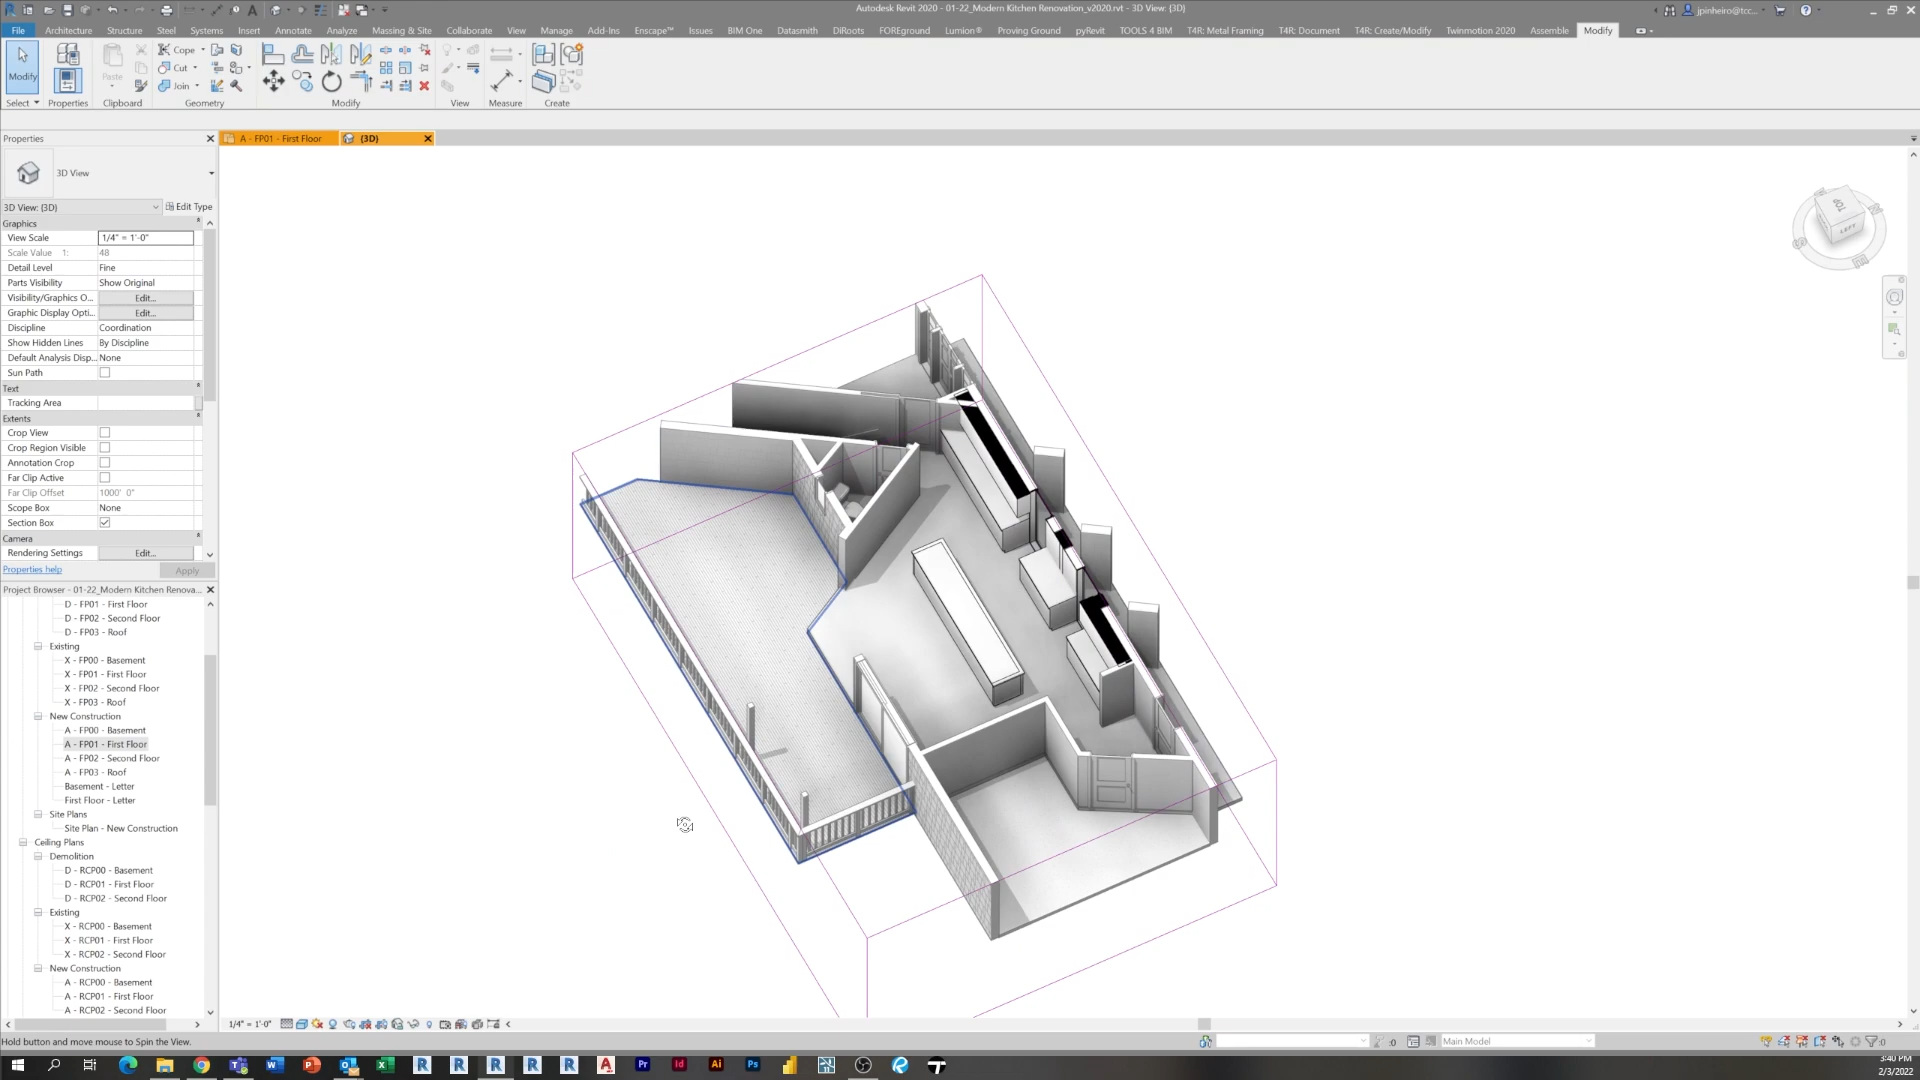 Autodesk Revit 2020 - 01-22_Modern Kitchen Renovation_v2020.rvt - 3D View: {3D}
jpinheiro@tcc...
File Architecture Structure Steel Systems Insert Annotate Analyze Massing & Site Collaborate View Manage Add-Ins Enscape™ Issues BIM One Datasmith DiRoots FOREground Lumion® Proving Ground pyRevit TOOLS 4 BIM T4R: Metal Framing T4R: Document T4R: Create/Modify Twinmotion 2020 Assemble Modify
Modify
Paste
Cope
Cut
Join
Select Properties Clipboard Geometry Modify View Measure Create
Properties
A - FP01 - First Floor
{3D}
3D View
3D View: {3D}
Edit Type
Graphics
View Scale 1/4" = 1'-0"
Scale Value 1: 48
Detail Level Fine
Parts Visibility Show Original
Visibility/Graphics O... Edit...
Graphic Display Opti... Edit...
Discipline Coordination
Show Hidden Lines By Discipline
Default Analysis Disp... None
Sun Path
Text
Tracking Area
Extents
Crop View
Crop Region Visible
Annotation Crop
Far Clip Active
Far Clip Offset 1000' 0"
Scope Box None
Section Box
Camera
Rendering Settings Edit...
Properties help
Apply
Project Browser - 01-22_Modern Kitchen Renova...
D - FP01 - First Floor
D - FP02 - Second Floor
D - FP03 - Roof
Existing
X - FP00 - Basement
X - FP01 - First Floor
X - FP02 - Second Floor
X - FP03 - Roof
New Construction
A - FP00 - Basement
A - FP01 - First Floor
A - FP02 - Second Floor
A - FP03 - Roof
Basement - Letter
First Floor - Letter
Site Plans
Site Plan - New Construction
Ceiling Plans
Demolition
D - RCP00 - Basement
D - RCP01 - First Floor
D - RCP02 - Second Floor
Existing
X - RCP00 - Basement
X - RCP01 - First Floor
X - RCP02 - Second Floor
New Construction
A - RCP00 - Basement
A - RCP01 - First Floor
A - RCP02 - Second Floor
TOP
LEFT
1/4" = 1'-0"
Hold button and move mouse to Spin the View.
:0
Main Model
:0
3:40 PM
2/3/2022